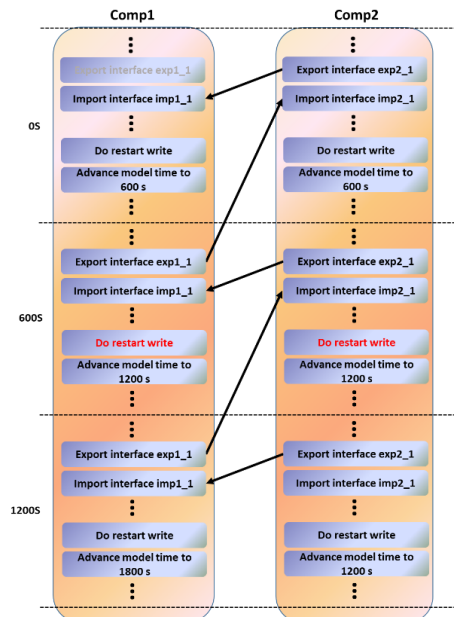 Comp1
Comp2
Export interface exp1_1
Export interface exp2_1
Import interface imp1_1
Import interface imp2_1
0S
Do restart write
Do restart write
Advance model time to
600 s
Advance model time to
600 s
Export interface exp1_1
Export interface exp2_1
Import interface imp1_1
Import interface imp2_1
600S
Do restart write
Do restart write
Advance model time to
1200 s
Advance model time to
1200 s
Export interface exp1_1
Export interface exp2_1
Import interface imp1_1
Import interface imp2_1
1200S
Do restart write
Do restart write
Advance model time to
1800 s
Advance model time to
1200 s